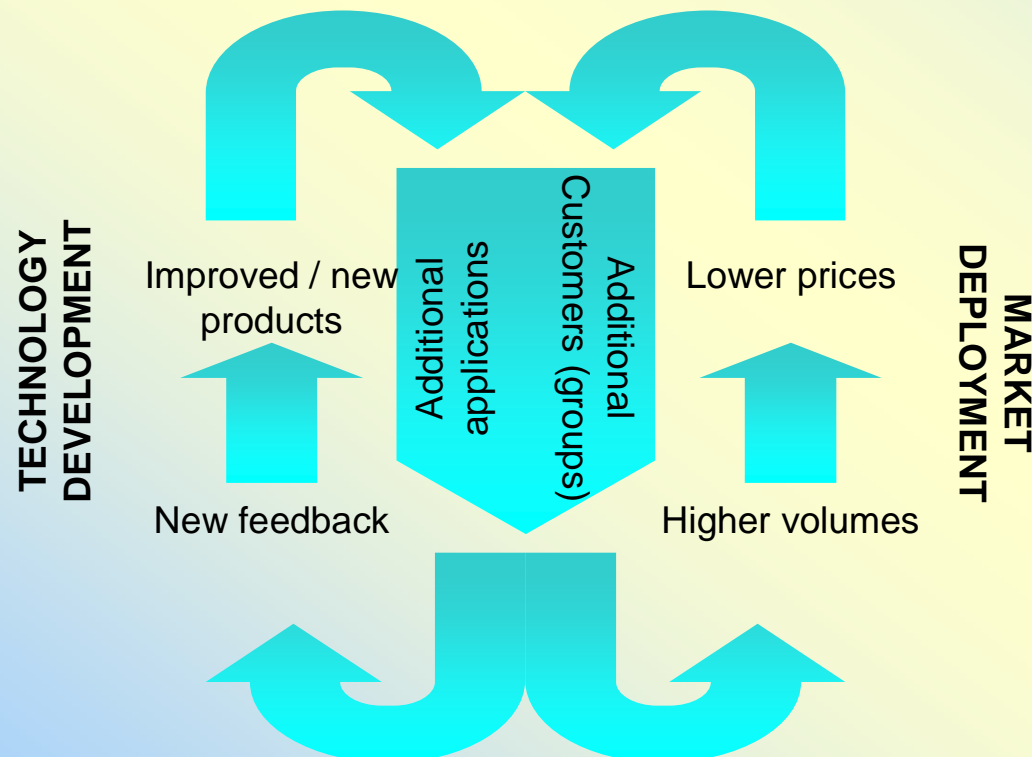 TECHNOLOGY
DEVELOPMENT
Improved / new
products
New feedback
Additional
applications
Additional
Customers (groups)
Lower prices
Higher volumes
MARKET
DEPLOYMENT